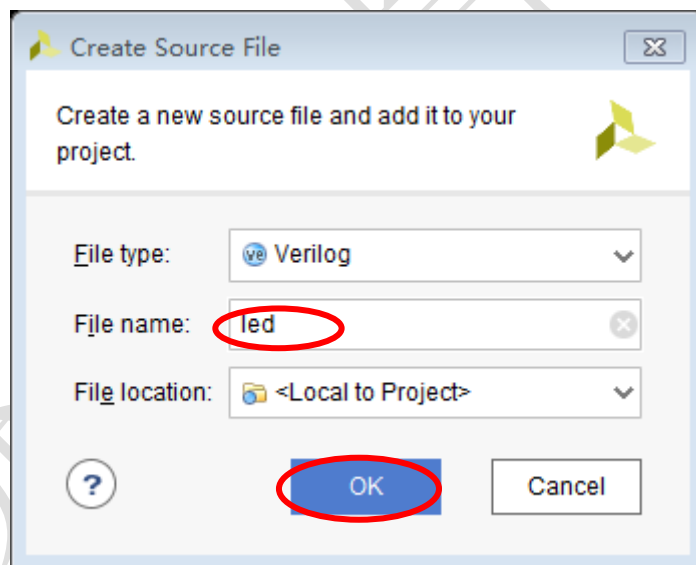 Create Source File
Create a new source file and add it to your
project.
File type:
Verilog
File name:
led
File location:
<Local to Project>
?
OK
Cancel